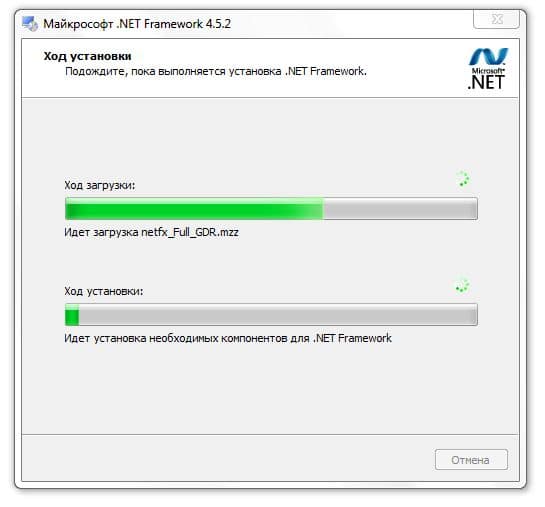 Майкрософт .NET Framework 4.5.2
Ход установки
Подождите, пока выполняется установка .NET Framework.
Microsoft®
.NET
Ход загрузки:
Идет загрузка netfx_Full_GDR.mzz
Ход установки:
Идет установка необходимых компонентов для .NET Framework
Отмена